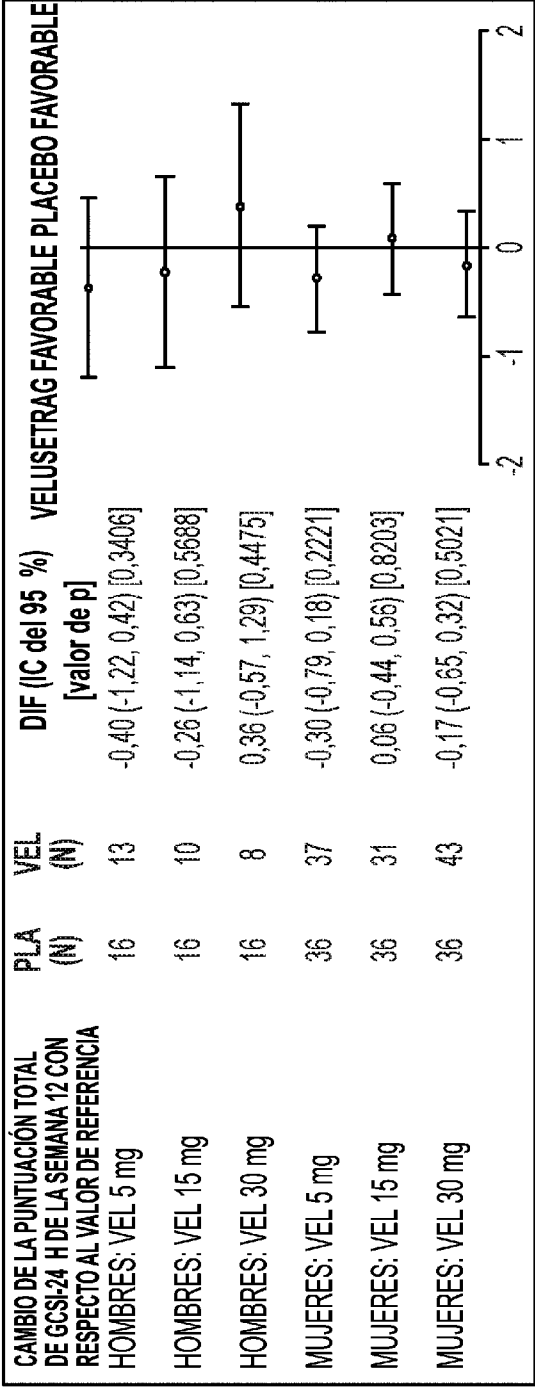 CAMBIO DE LA PUNTUACIÓN TOTAL
DE GCSI-24 H DE LA SEMANA 12 CON
RESPECTO AL VALOR DE REFERENCIA
PLA
(N)
VEL
(N)
DIF (IC del 95 %)
[valor de p]
VELUSETRAG FAVORABLE PLACEBO FAVORABLE
HOMBRES: VEL 5 mg 16 13 -0,40 (-1,22, 0,42) [0,3406]
HOMBRES: VEL 15 mg 16 10 -0,26 (-1,14, 0,63) [0,5688]
HOMBRES: VEL 30 mg 16 8 0,36 (-0,57, 1,29) [0,4475]
MUJERES: VEL 5 mg 36 37 -0,30 (-0,79, 0,18) [0,2221]
MUJERES: VEL 15 mg 36 31 0,06 (-0,44, 0,56) [0,8203]
MUJERES: VEL 30 mg 36 43 -0,17 (-0,65, 0,32) [0,5021]
-2 -1 0 1 2